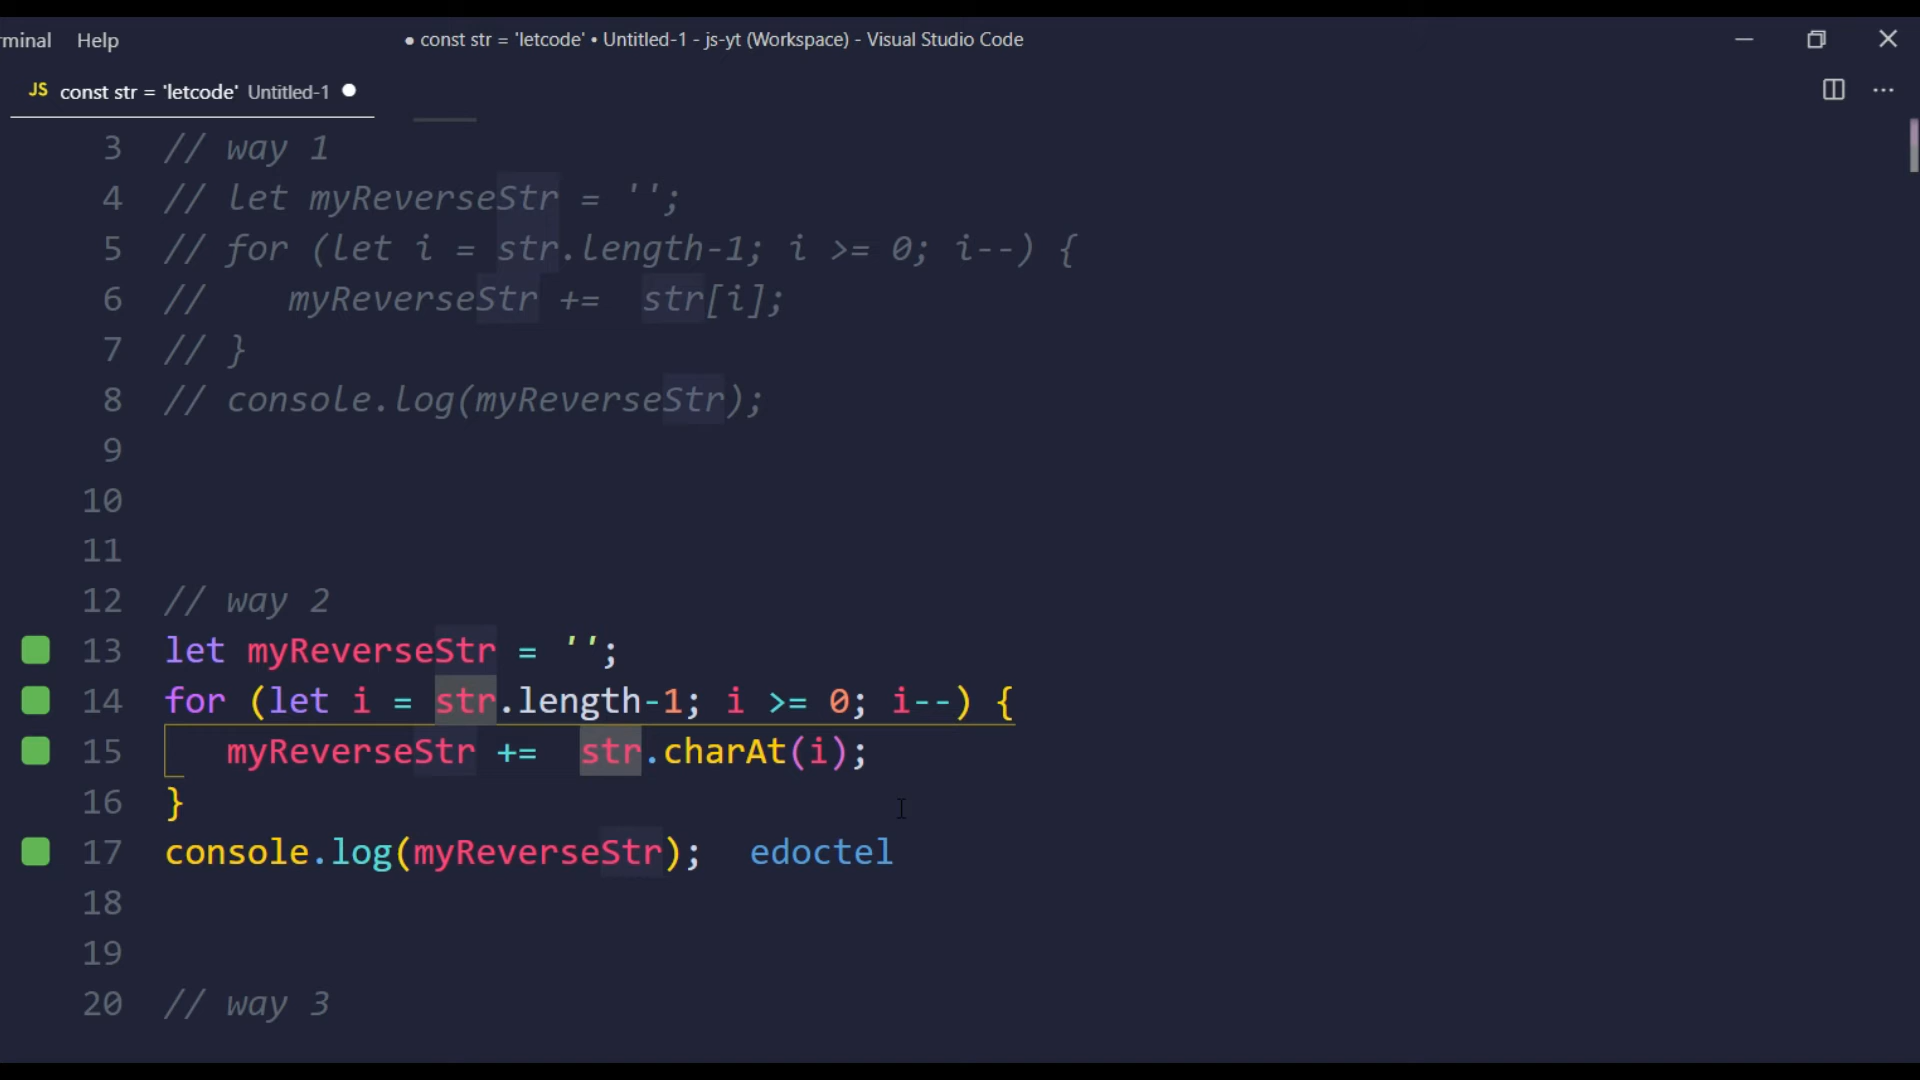 rminal Help ● const str = 'letcode' • Untitled-1 - js-yt (Workspace) - Visual Studio Code
JS const str = 'letcode' Untitled-1
3 // way 1
4 // let myReverseStr = '';
5 // for (let i = str.length-1; i >= 0; i--) {
6 //    myReverseStr +=  str[i];
7 // }
8 // console.log(myReverseStr);
9
10
11
12 // way 2
13 let myReverseStr = '';
14 for (let i = str.length-1; i >= 0; i--) {
15    myReverseStr +=  str.charAt(i);
16 }
17 console.log(myReverseStr);  edoctel
18
19
20 // way 3